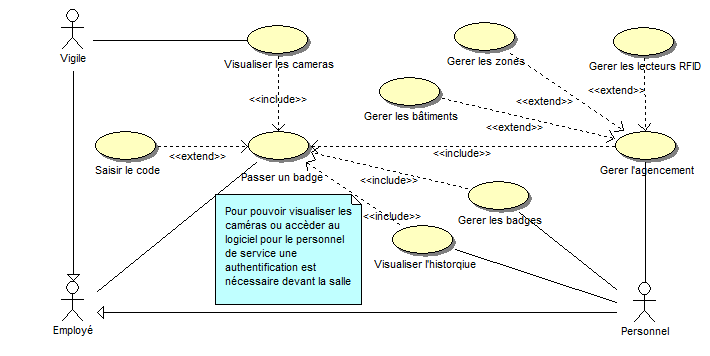 Vigile
Visualiser les cameras
Gerer les zones
Gerer les lecteurs RFID
<<include>>
<<extend>>
<<extend>>
Gerer les bâtiments
<<extend>>
Saisir le code
<<extend>>
Passer un badge
<<include>>
Gerer l'agencement
<<include>>
Gerer les badges
<<include>>
Visualiser l'historqiue
Pour pouvoir visualiser les
caméras ou accèder au
logiciel pour le personnel
de service une
authentification est
nécessaire devant la salle
Employé
Personnel